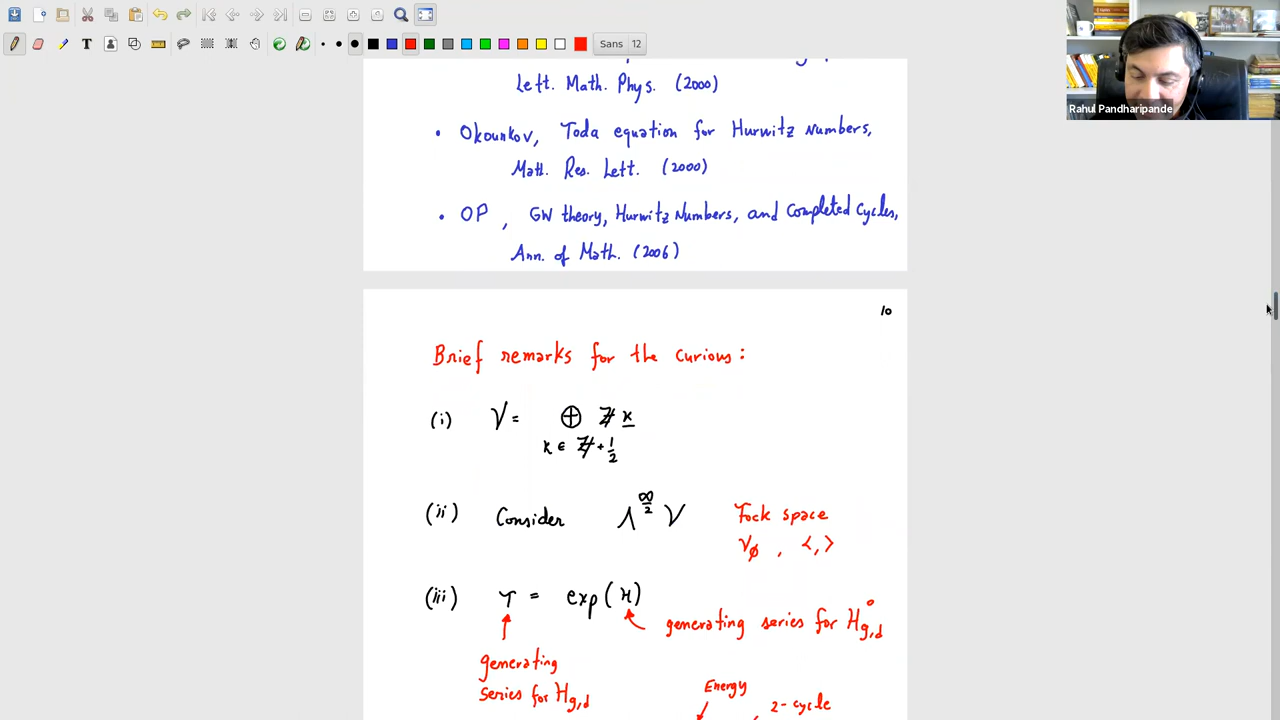 Sans 12
Rahul Pandharipande
Lett. Math. Phys. (2000)
• Okounkov, Toda equation for Hurwitz Numbers,
Math. Res. Lett. (2000)
• OP, GW theory, Hurwitz Numbers, and Completed Cycles,
Ann. of Math. (2006)
10
Brief remarks for the curious:
(i) V = ⊕ ℤ k
k ∈ ℤ + 1/2
(ii) Consider Λ^{∞/2} V Fock space
v_∅ , <,>
(iii) τ = exp(H)
generating series for H°_{g,d}
generating
series for H_{g,d}
Energy
2-cycle